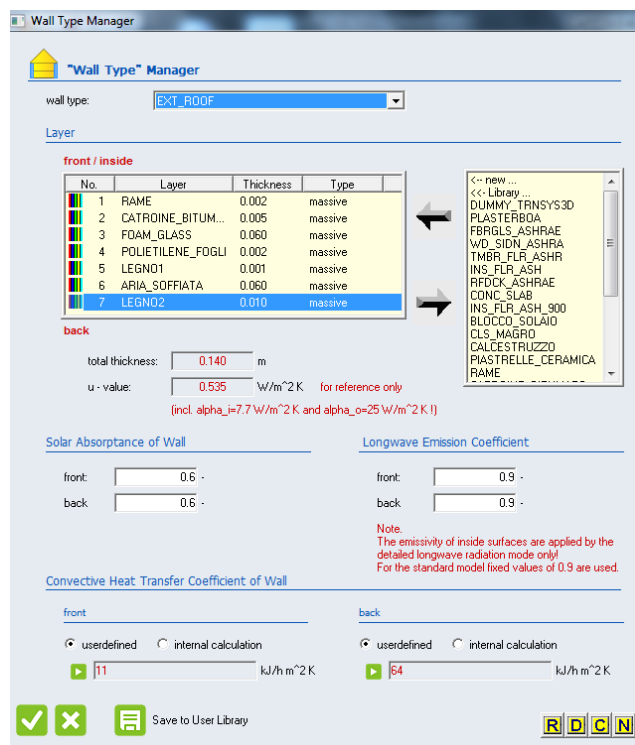 Wall Type Manager
"Wall Type" Manager
wall type: EXT_ROOF
Layer
front / inside
No. Layer Thickness Type
1 RAME 0.002 massive
2 CATROINE_BITUM... 0.005 massive
3 FOAM_GLASS 0.060 massive
4 POLIETILENE_FOGLI 0.002 massive
5 LEGNO1 0.001 massive
6 ARIA_SOFFIATA 0.060 massive
7 LEGNO2 0.010 massive
back
<-- new ...
<<- Library ...
DUMMY_TRNSYS3D
PLASTERBOA
FBRGLS_ASHRAE
WD_SIDN_ASHRA
TMBR_FLR_ASHR
INS_FLR_ASH
RFDCK_ASHRAE
CONC_SLAB
INS_FLR_ASH_900
BLOCCO_SOLAIO
CLS_MAGRO
CALCESTRUZZO
PIASTRELLE_CERAMICA
RAME
total thickness: 0.140 m
u - value: 0.535 W/m^2 K for reference only
(incl. alpha_i=7.7 W/m^2 K and alpha_o=25 W/m^2 K !)
Solar Absorptance of Wall
front: 0.6 -
back 0.6 -
Longwave Emission Coefficient
front: 0.9 -
back 0.9 -
Note.
The emissivity of inside surfaces are applied by the
detailed longwave radiation mode only!
For the standard model fixed values of 0.9 are used.
Convective Heat Transfer Coefficient of Wall
front
userdefined internal calculation
11 kJ/h m^2 K
back
userdefined internal calculation
64 kJ/h m^2 K
Save to User Library
R D C N